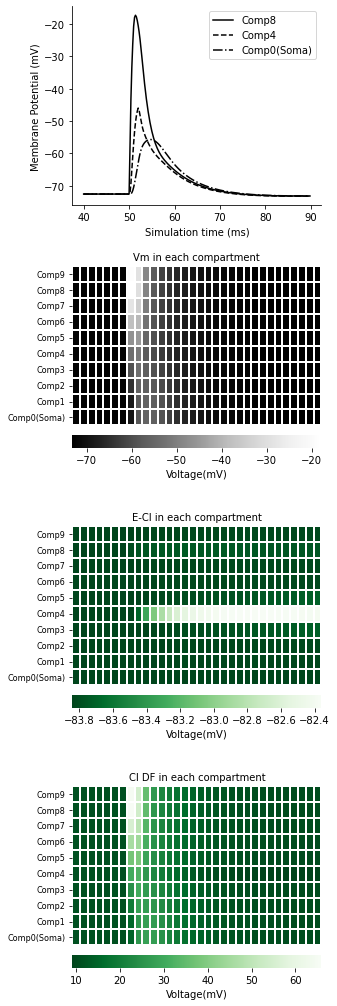 Comp8
Comp4
Comp0(Soma)
−20
−30
−40
−50
−60
−70
Membrane Potential (mV)
40 50 60 70 80 90
Simulation time (ms)
Vm in each compartment
Comp9
Comp8
Comp7
Comp6
Comp5
Comp4
Comp3
Comp2
Comp1
Comp0(Soma)
−70 −60 −50 −40 −30 −20
Voltage(mV)
E-Cl in each compartment
Comp9
Comp8
Comp7
Comp6
Comp5
Comp4
Comp3
Comp2
Comp1
Comp0(Soma)
−83.8 −83.6 −83.4 −83.2 −83.0 −82.8 −82.6 −82.4
Voltage(mV)
Cl DF in each compartment
Comp9
Comp8
Comp7
Comp6
Comp5
Comp4
Comp3
Comp2
Comp1
Comp0(Soma)
10 20 30 40 50 60
Voltage(mV)